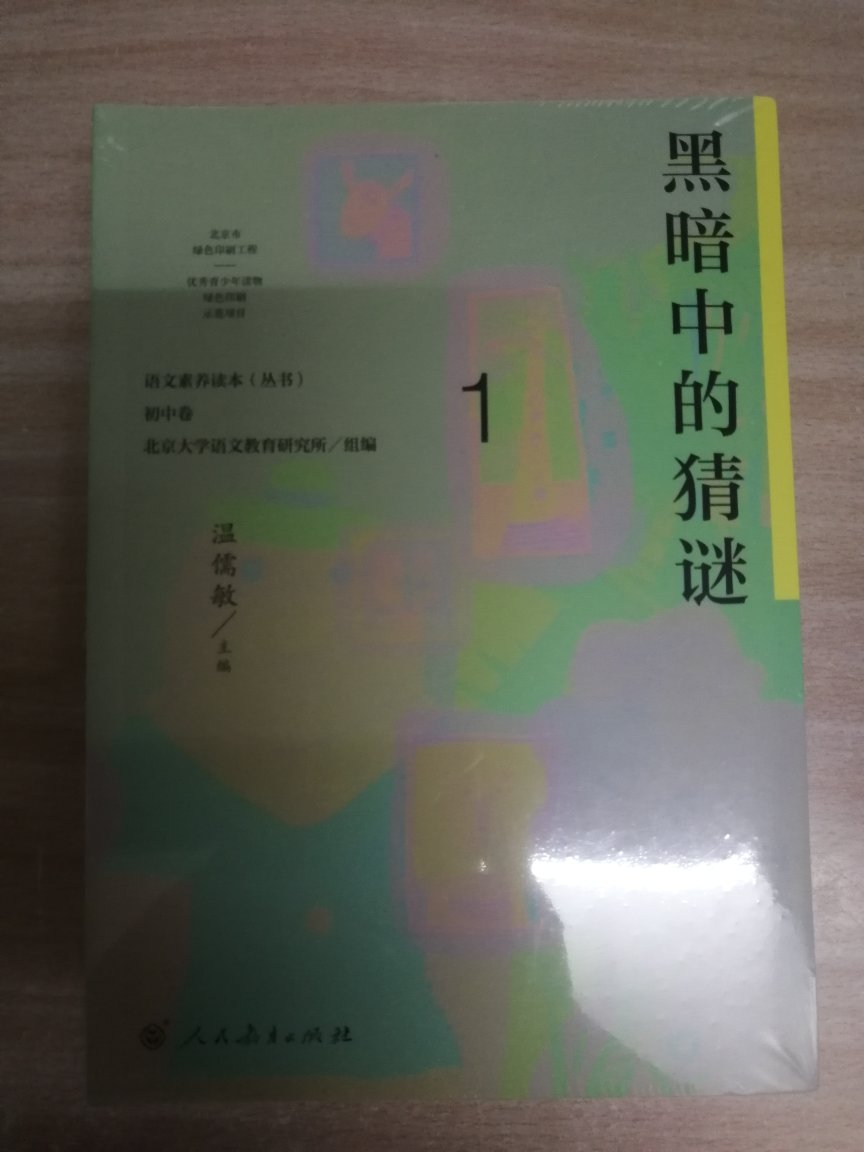 黑暗中的猜谜
北京市
绿色印刷工程
优秀青少年读物
绿色印刷
示范项目
语文素养读本（丛书）
初中卷
北京大学语文教育研究所／组编
1
温儒敏／主编
人民教育出版社